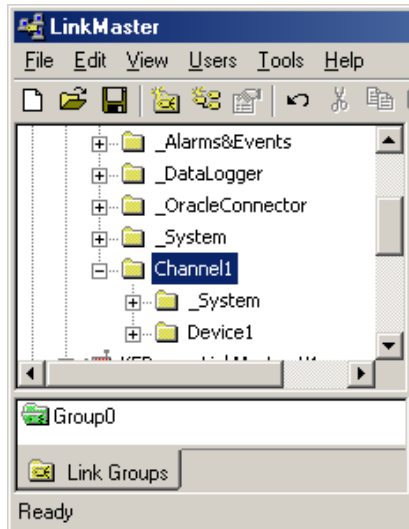 LinkMaster
File Edit View Users Tools Help
_Alarms&Events
_DataLogger
_OracleConnector
_System
Channel1
_System
Device1
Group0
Link Groups
Ready